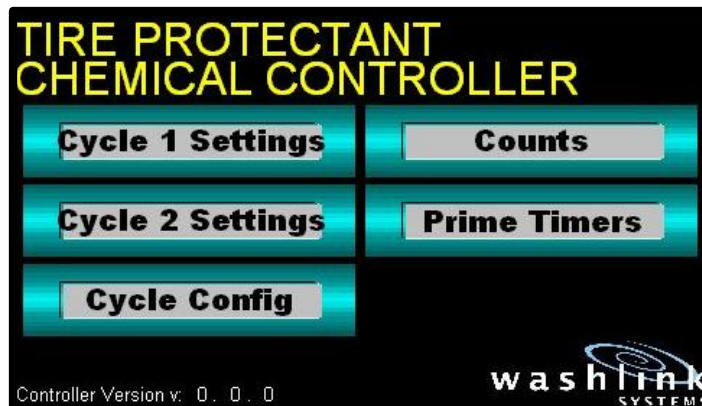 TIRE PROTECTANT
CHEMICAL CONTROLLER
Cycle 1 Settings
Counts
Cycle 2 Settings
Prime Timers
Cycle Config
washlink
SYSTEMS
Controller Version v: 0 . 0 . 0